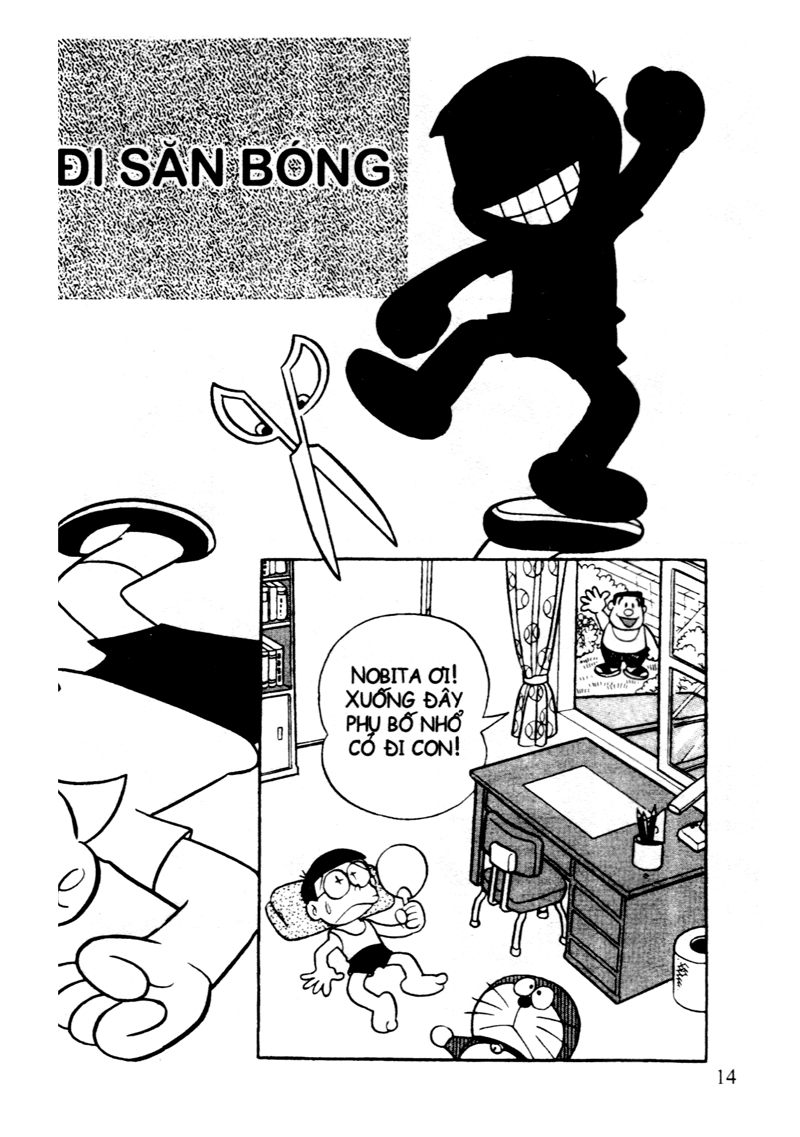 ĐI SĂN BÓNG
NOBITA ƠI!
XUỐNG ĐÂY
PHỤ BỐ NHỔ
CỎ ĐI CON!
14